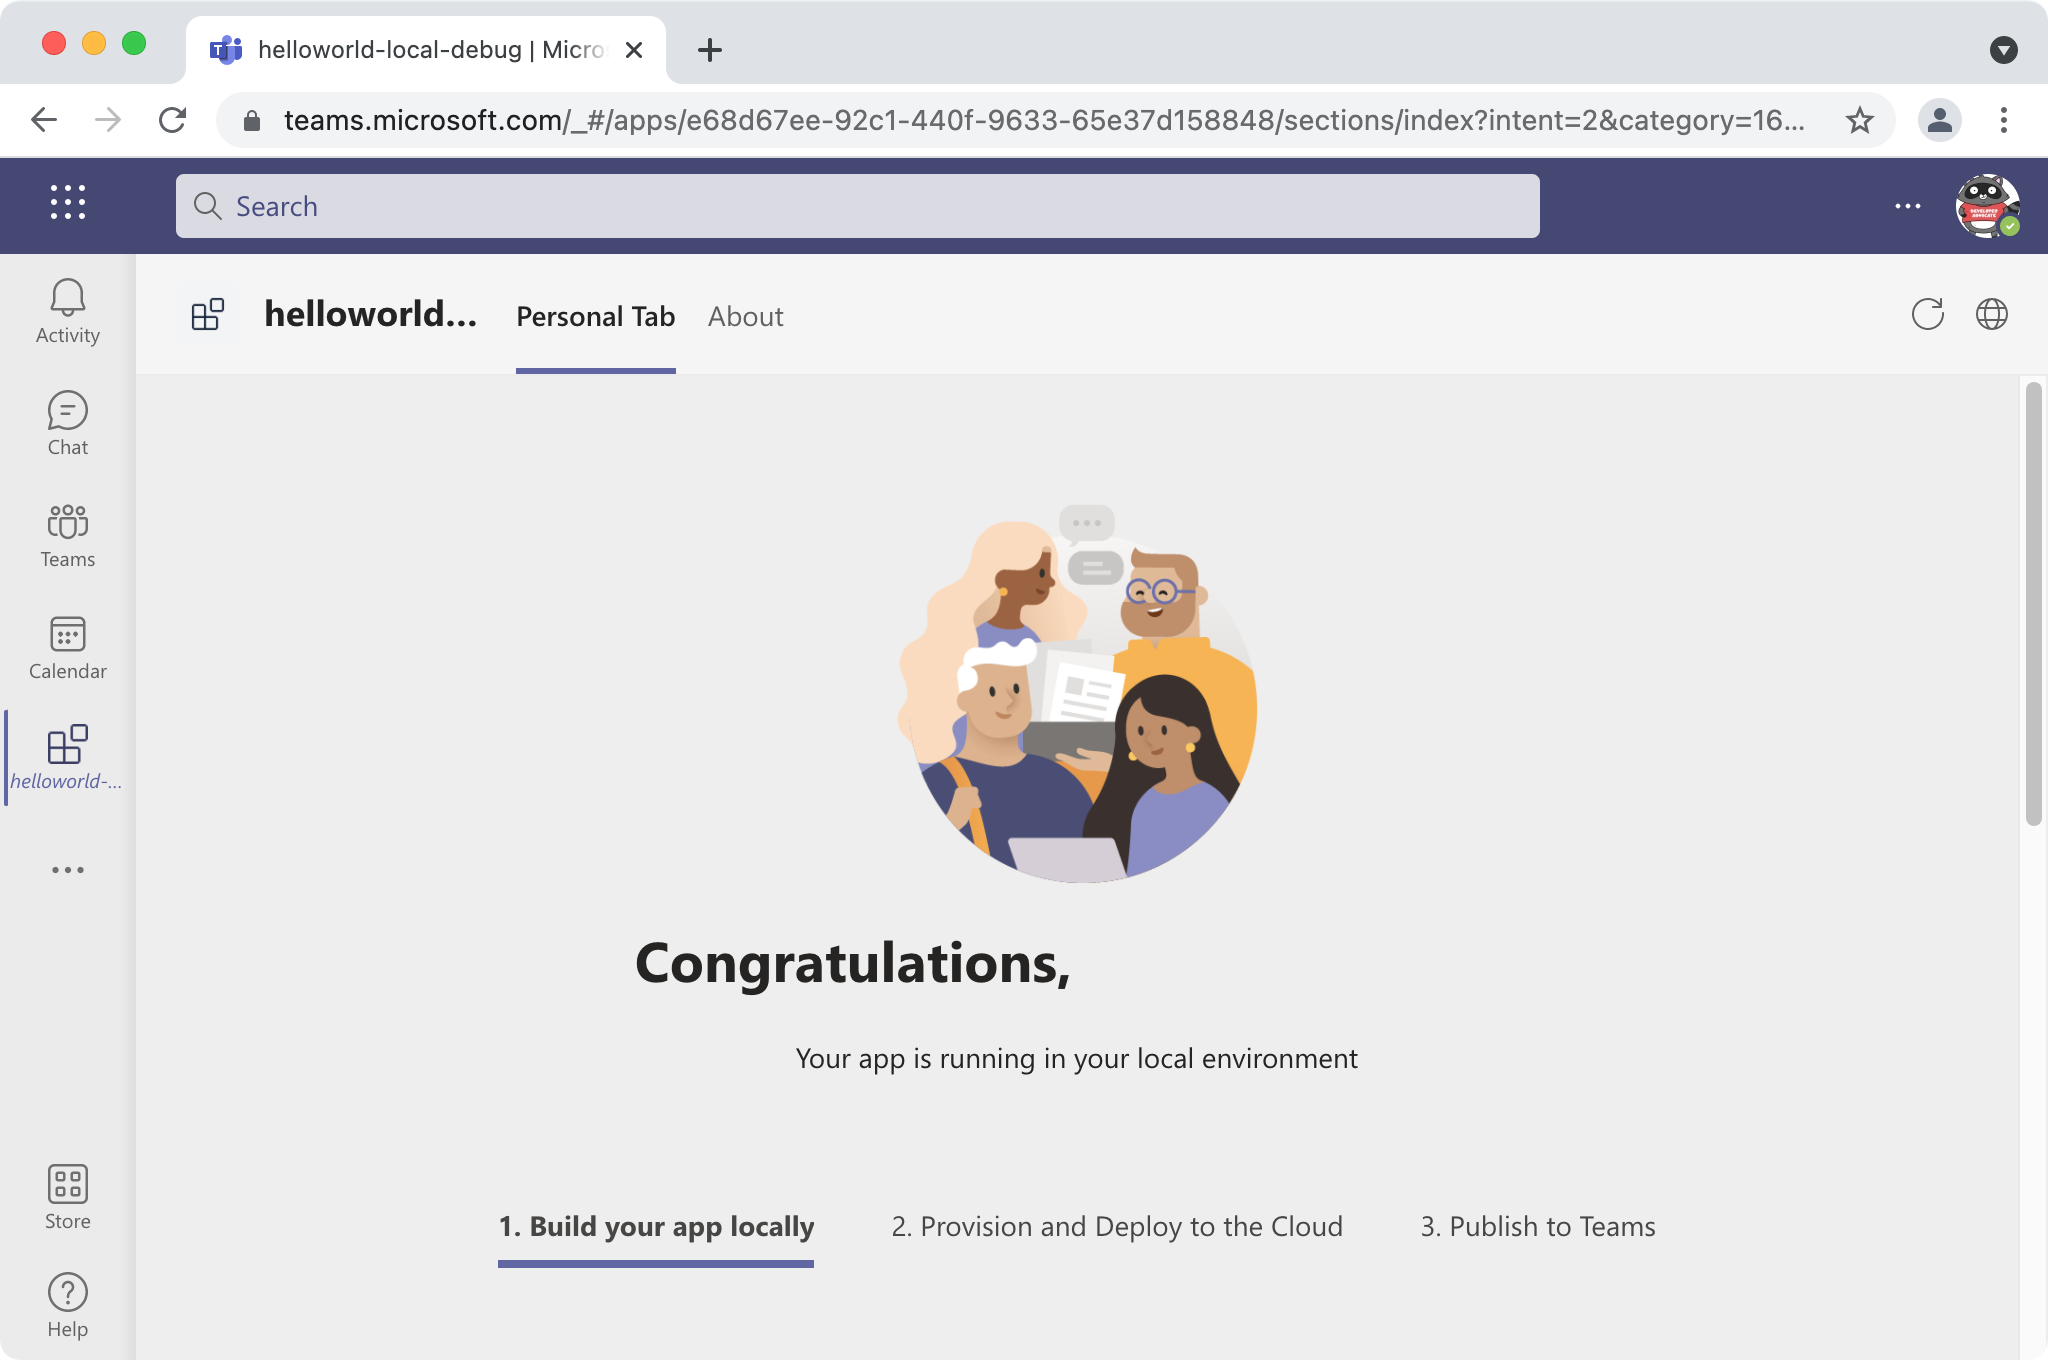 helloworld-local-debug | Micro
teams.microsoft.com/_#/apps/e68d67ee-92c1-440f-9633-65e37d158848/sections/index?intent=2&category=16...
Search
DEVELOPER
ADVOCATE
Activity
Chat
Teams
Calendar
helloworld-...
Store
Help
helloworld...
Personal Tab
About
Congratulations,
Your app is running in your local environment
1. Build your app locally
2. Provision and Deploy to the Cloud
3. Publish to Teams